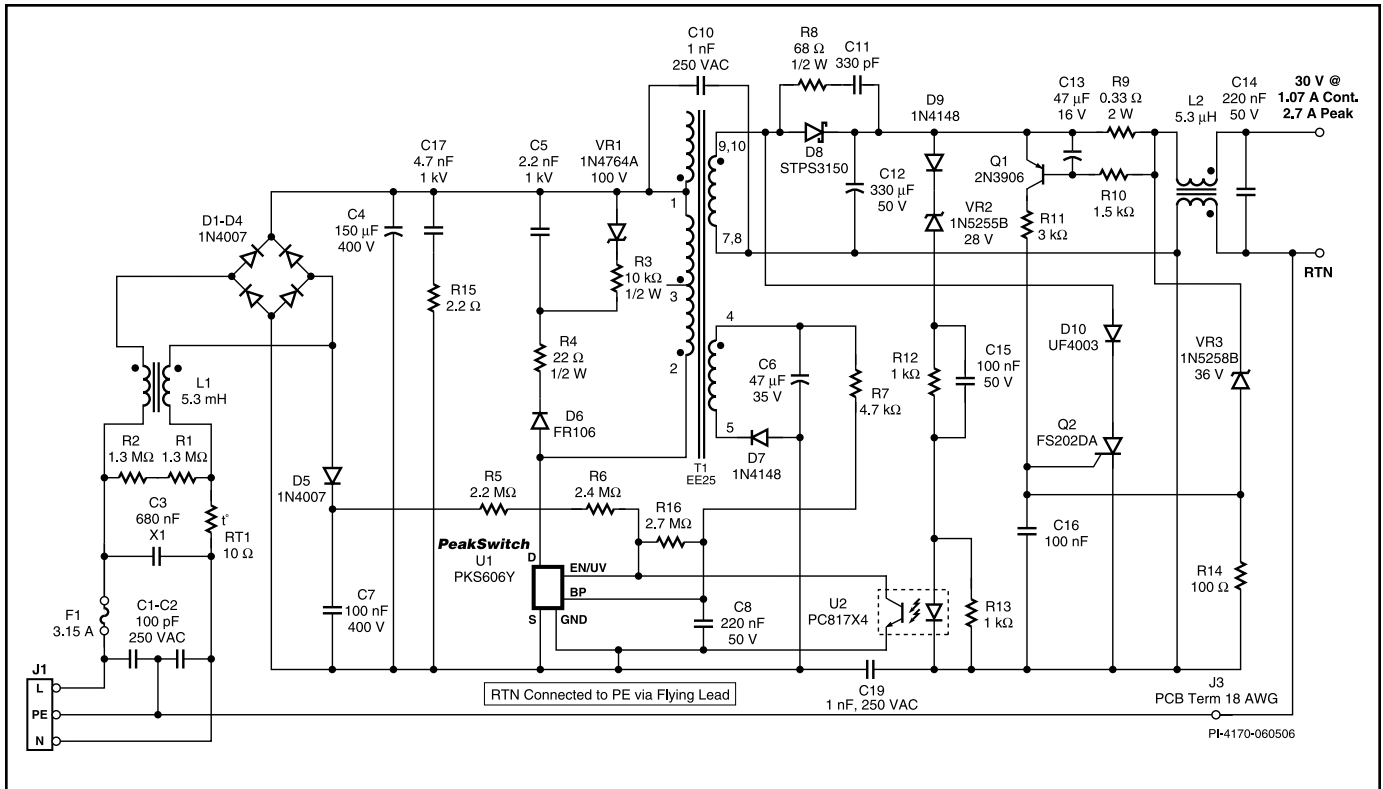 C10
1 nF
250 VAC
R8
68 Ω
1/2 W
C11
330 pF
D9
1N4148
C13
47 µF
16 V
R9
0.33 Ω
2 W
L2
5.3 µH
C14
220 nF
50 V
30 V @
1.07 A Cont.
2.7 A Peak
C17
4.7 nF
1 kV
C5
2.2 nF
1 kV
VR1
1N4764A
100 V
9,10
D8
STPS3150
C12
330 µF
50 V
Q1
2N3906
R10
1.5 kΩ
D1-D4
1N4007
C4
150 µF
400 V
1
VR2
1N5255B
28 V
R11
3 kΩ
7,8
RTN
R15
2.2 Ω
R3
10 kΩ
1/2 W
3
4
D10
UF4003
VR3
1N5258B
36 V
L1
5.3 mH
R4
22 Ω
1/2 W
2
C6
47 µF
35 V
R7
4.7 kΩ
R12
1 kΩ
C15
100 nF
50 V
R2
1.3 MΩ
R1
1.3 MΩ
D6
FR106
5
D7
1N4148
Q2
FS202DA
T1
EE25
D5
1N4007
R5
2.2 MΩ
R6
2.4 MΩ
R16
2.7 MΩ
C3
680 nF
X1
t°
RT1
10 Ω
PeakSwitch
U1
PKS606Y
D
EN/UV
BP
S
GND
C16
100 nF
R14
100 Ω
F1
3.15 A
C1-C2
100 pF
250 VAC
C7
100 nF
400 V
C8
220 nF
50 V
U2
PC817X4
R13
1 kΩ
J1
L
PE
N
RTN Connected to PE via Flying Lead
C19
1 nF, 250 VAC
J3
PCB Term 18 AWG
PI-4170-060506